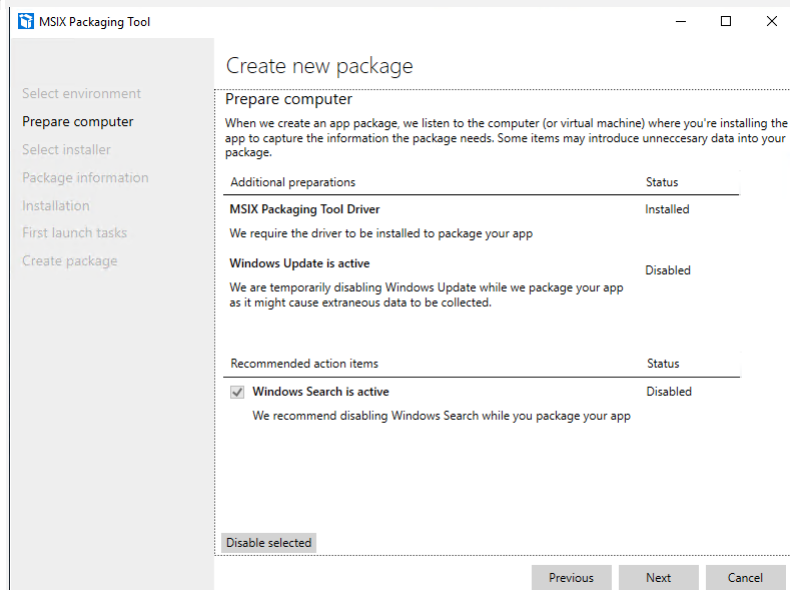 MSIX Packaging Tool
Create new package
Select environment
Prepare computer
Select installer
Package information
Installation
First launch tasks
Create package
Prepare computer
When we create an app package, we listen to the computer (or virtual machine) where you're installing the
app to capture the information the package needs. Some items may introduce unneccesary data into your
package.
Additional preparations Status
MSIX Packaging Tool Driver Installed
We require the driver to be installed to package your app
Windows Update is active Disabled
We are temporarily disabling Windows Update while we package your app
as it might cause extraneous data to be collected.
Recommended action items Status
Windows Search is active Disabled
We recommend disabling Windows Search while you package your app
Disable selected
Previous Next Cancel